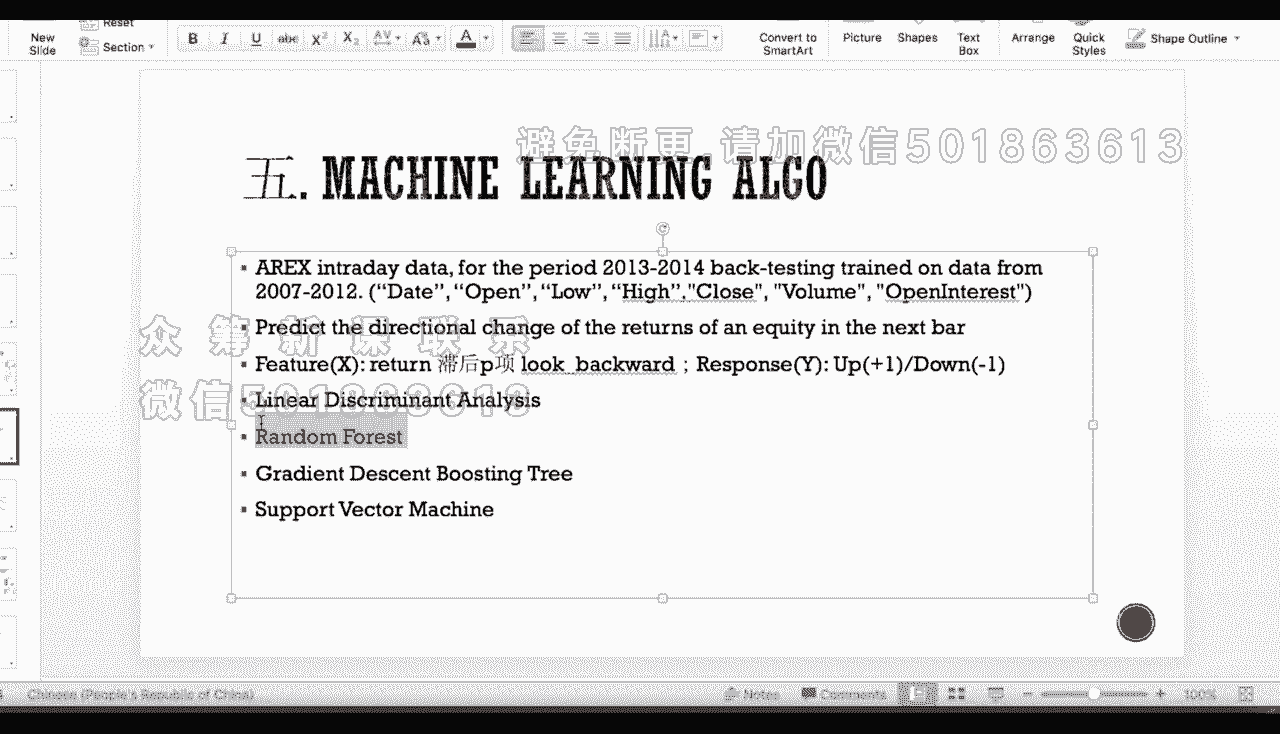 Reset
New
Slide
Section
B I U abc X² X₂ AV Aa A
Convert to
SmartArt
Picture
Shapes
Text
Box
Arrange
Quick
Styles
Shape Outline
避免断更,请加微信501863613
五. MACHINE LEARNING ALGO
AREX intraday data, for the period 2013-2014 back-testing trained on data from
2007-2012. (“Date”, “Open”, “Low”, “High”."Close", "Volume", "OpenInterest")
众筹新课联系
Predict the directional change of the returns of an equity in the next bar
Feature(X): return 滞后p项 look_backward ; Response(Y): Up(+1)/Down(-1)
微信501863613
Linear Discriminant Analysis
Random Forest
Gradient Descent Boosting Tree
Support Vector Machine
Chinese (People's Republic of China)
Notes
Comments
100%